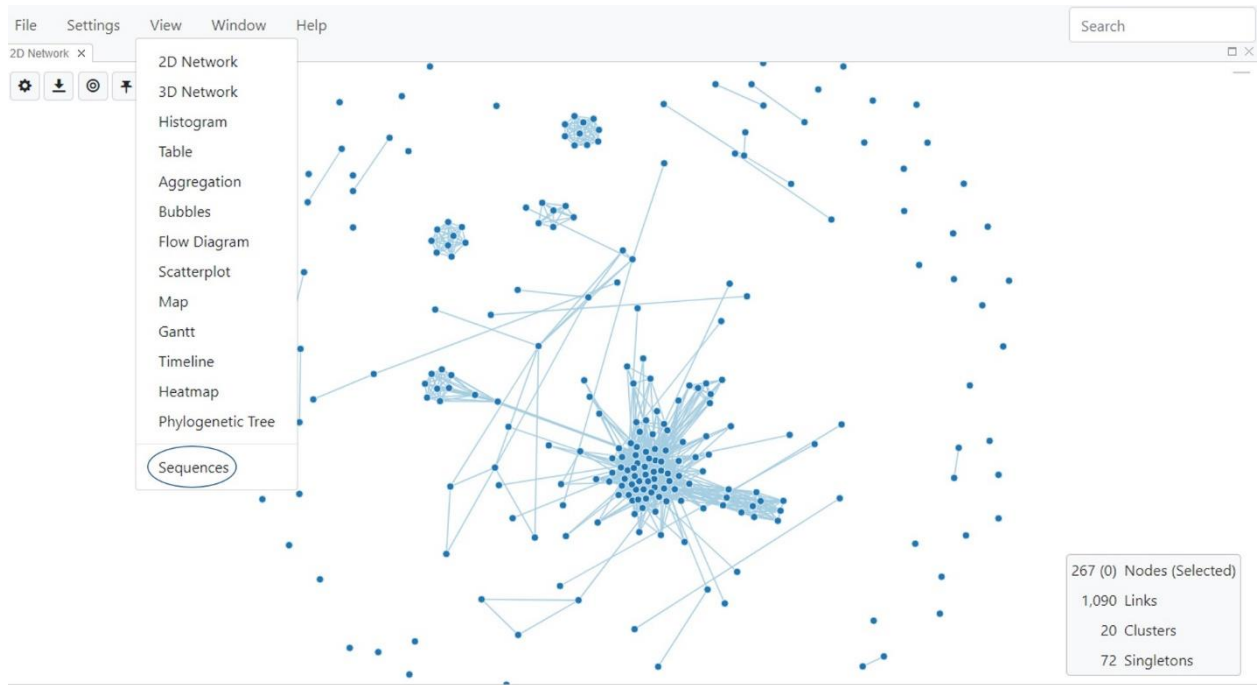 File Settings View Window Help Search
2D Network ×
2D Network
3D Network
Histogram
Table
Aggregation
Bubbles
Flow Diagram
Scatterplot
Map
Gantt
Timeline
Heatmap
Phylogenetic Tree
Sequences
267 (0) Nodes (Selected)
1,090 Links
20 Clusters
72 Singletons